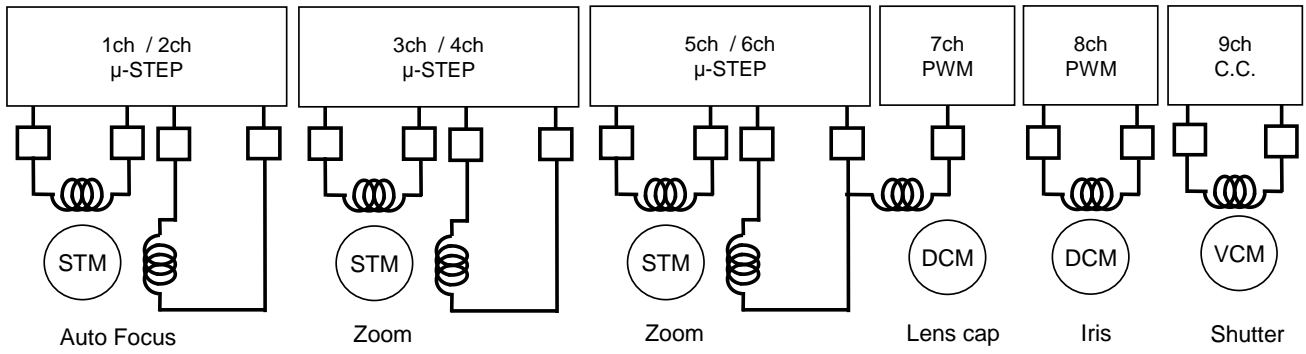 1ch / 2ch
μ-STEP
3ch / 4ch
μ-STEP
5ch / 6ch
μ-STEP
7ch
PWM
8ch
PWM
9ch
C.C.
STM
STM
STM
DCM
DCM
VCM
Auto Focus
Zoom
Zoom
Lens cap
Iris
Shutter